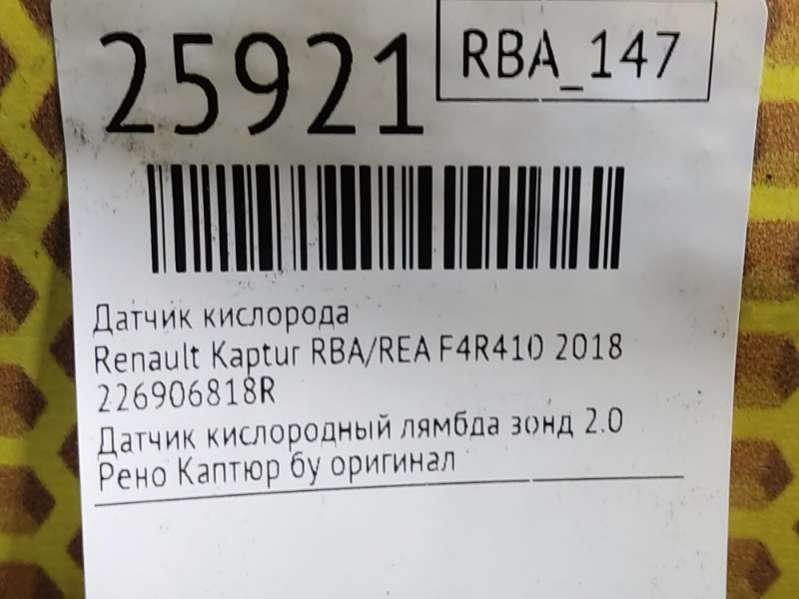 25921
RBA_147
Датчик кислорода
Renault Kaptur RBA/REA F4R410 2018
226906818R
Датчик кислородный лямбда зонд 2.0
Рено Каптюр бу оригинал